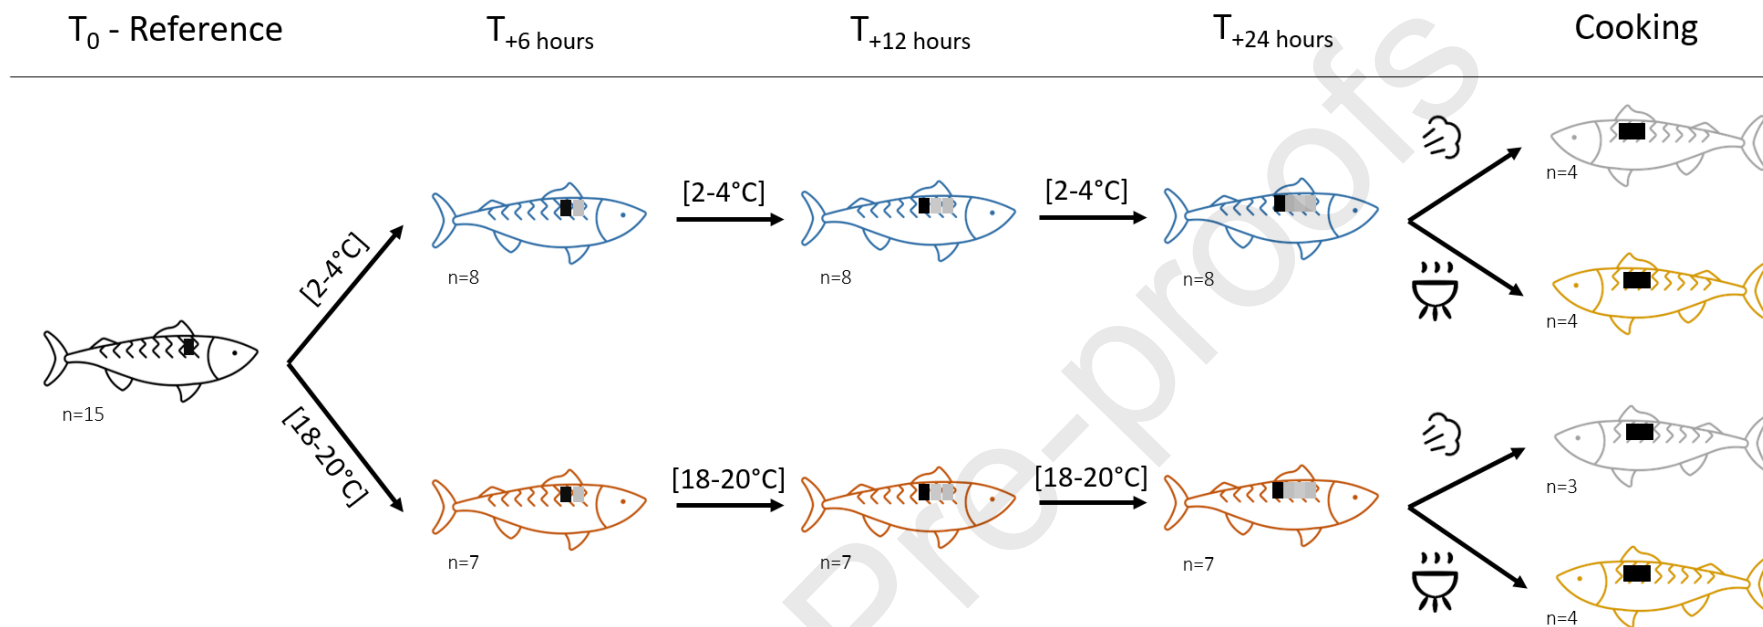 T0 - Reference T+6 hours T+12 hours T+24 hours Cooking
[2-4°C] [2-4°C] [2-4°C]
n=8 n=8 n=8 n=4
n=4
n=15
[18-20°C] [18-20°C] [18-20°C]
n=7 n=7 n=7 n=3
n=4
Pre-proofs